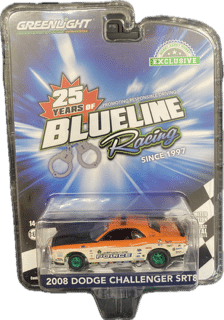 GREENLIGHT
EXCLUSIVE
25
YEARS OF
BLUELINE
Racing
SINCE 1997
POLICE
2008 DODGE CHALLENGER SRT8